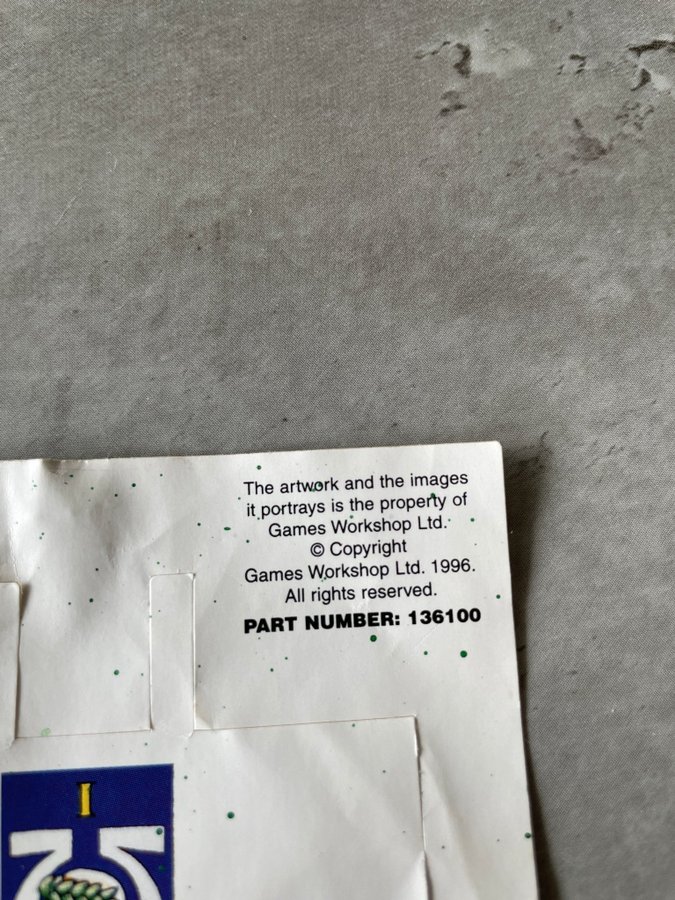 The artwork and the images
it portrays is the property of
Games Workshop Ltd.
© Copyright
Games Workshop Ltd. 1996.
All rights reserved.
PART NUMBER: 136100
I